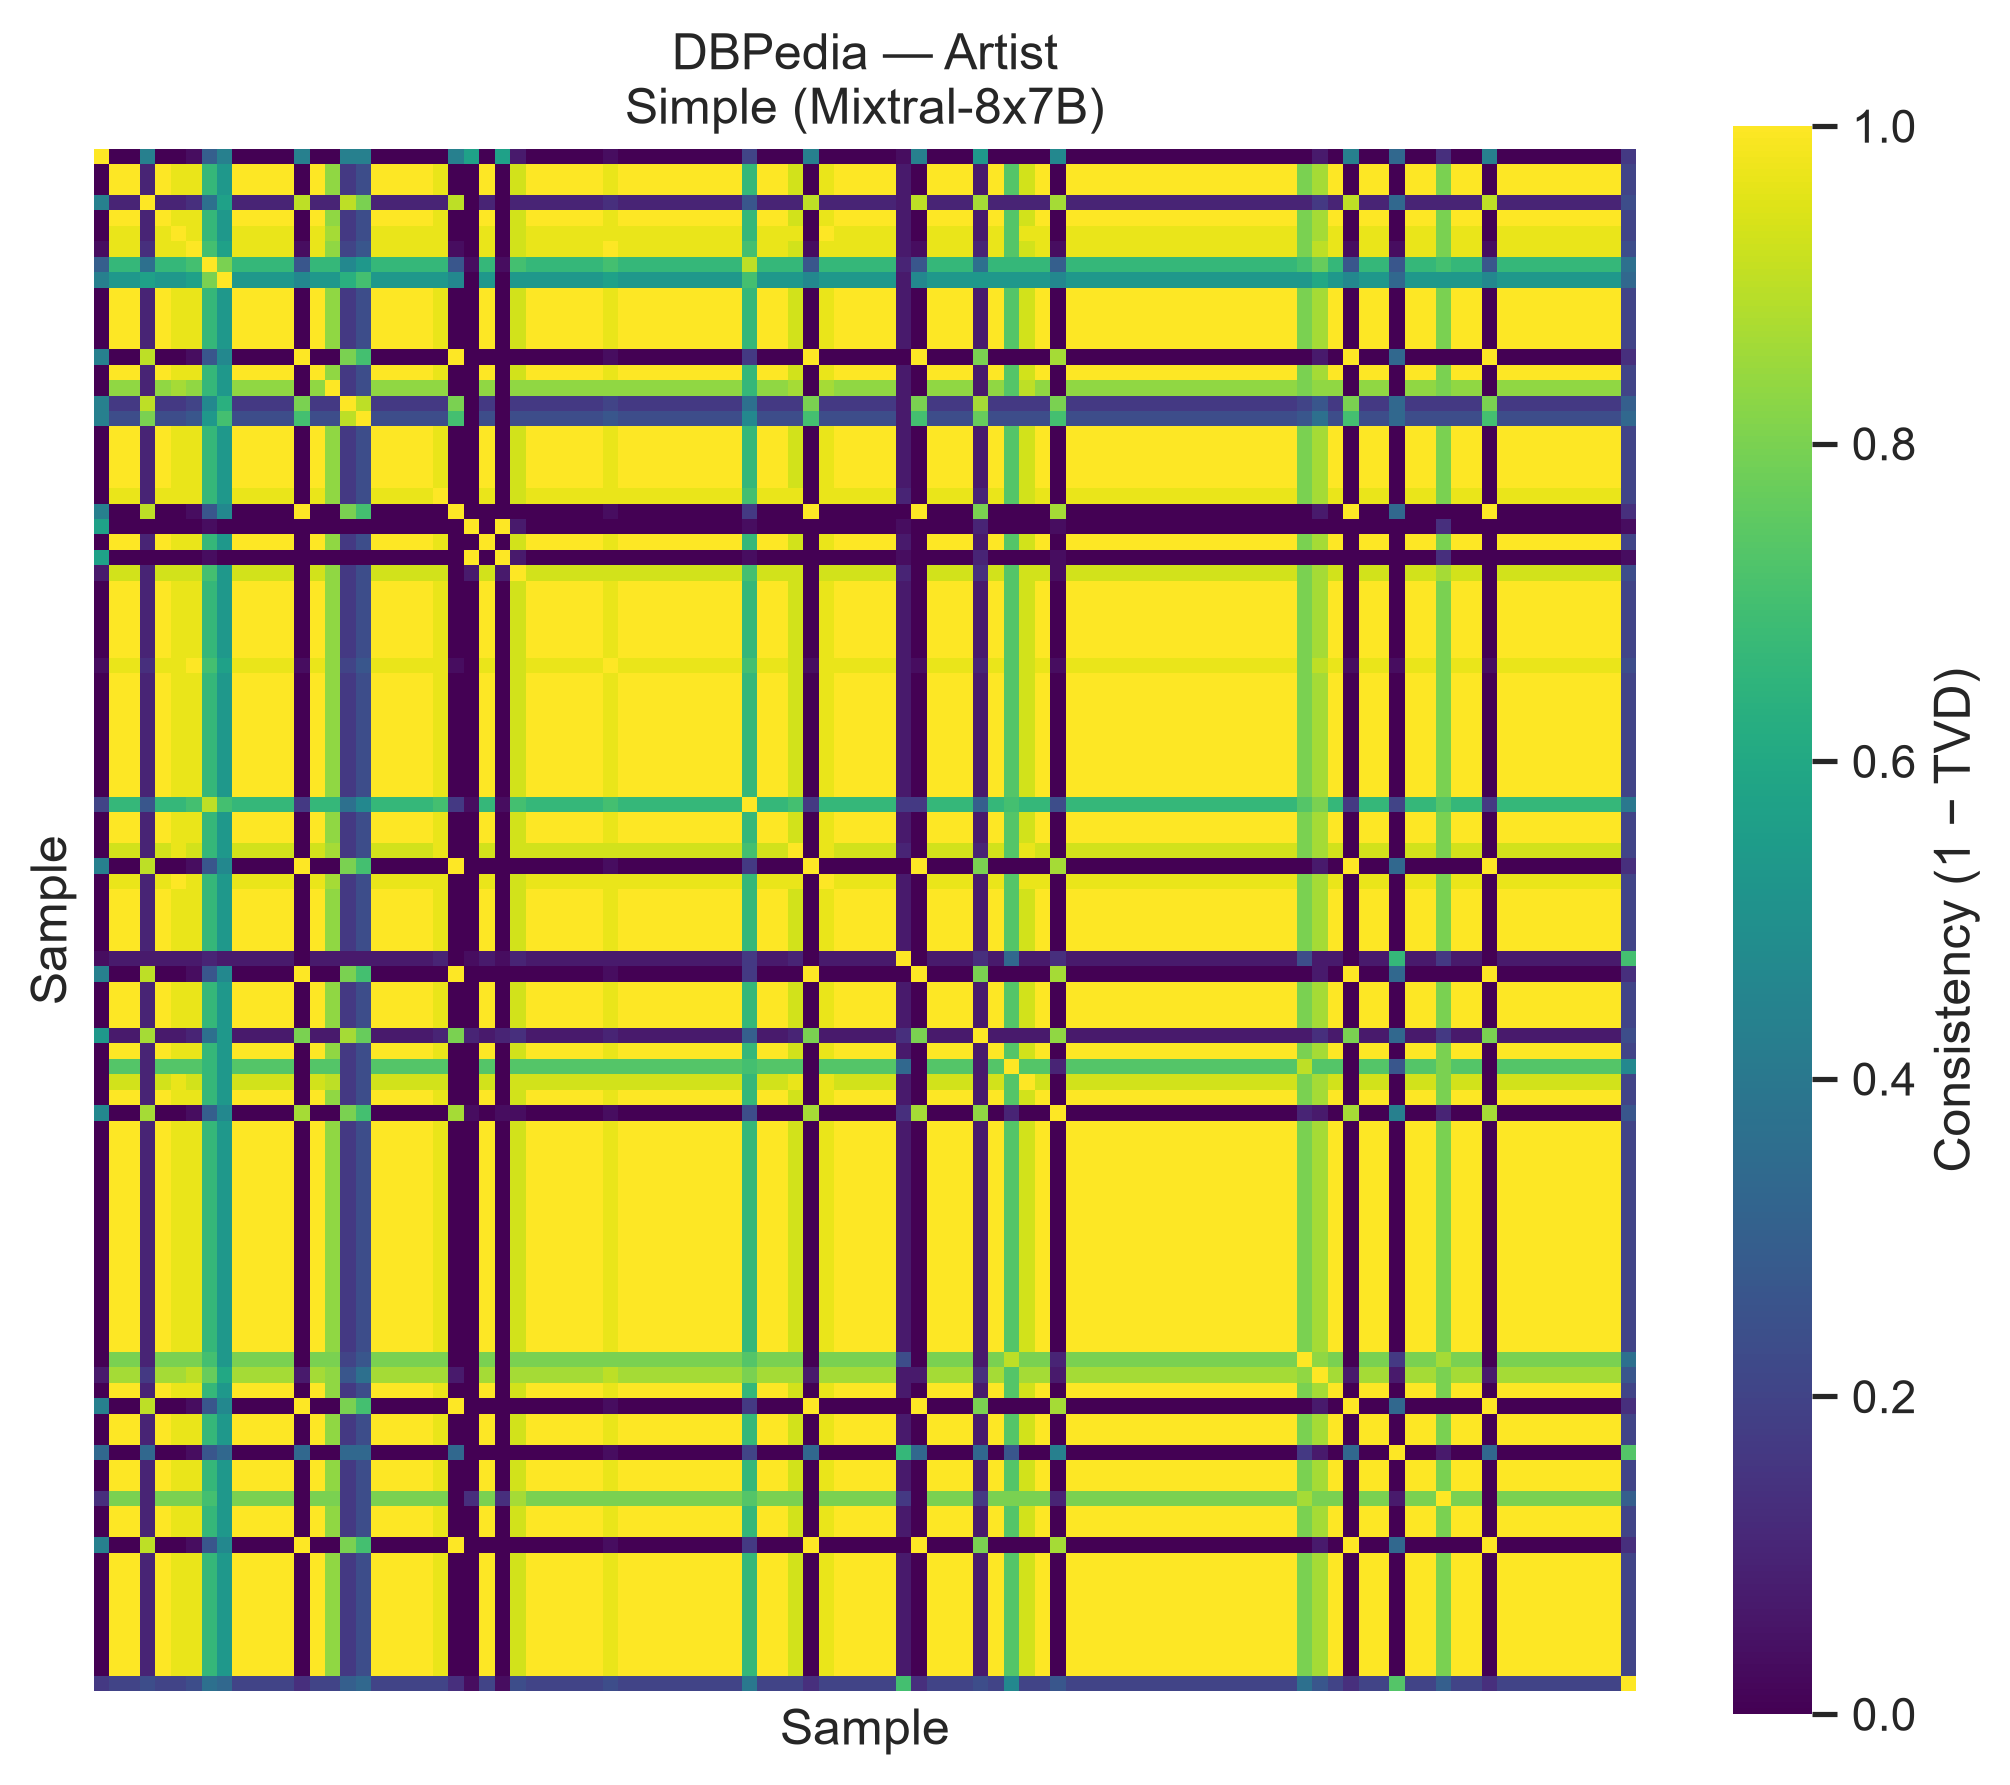 DBPedia — Artist
Simple (Mixtral-8x7B)
1.0
0.8
0.6
0.4
0.2
0.0
Consistency (1 − TVD)
Sample
Sample